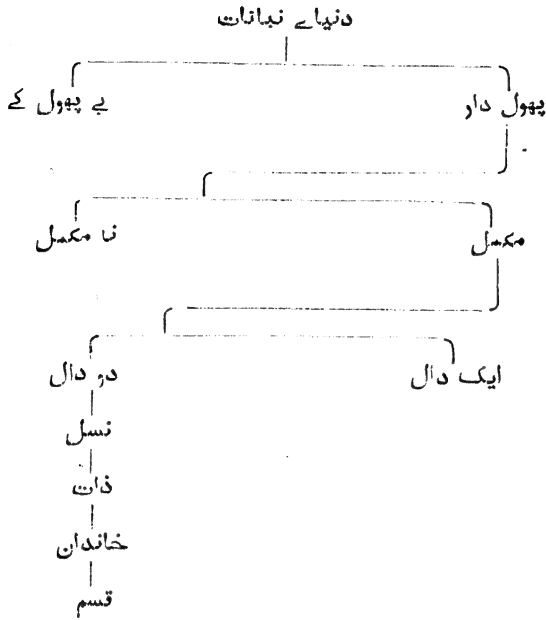 دنیاے نباتات
پھول دار
بے پھول کے
مکمل
نا مکمل
ایک دال
دو دال
نسل
ذات
خاندان
قسم